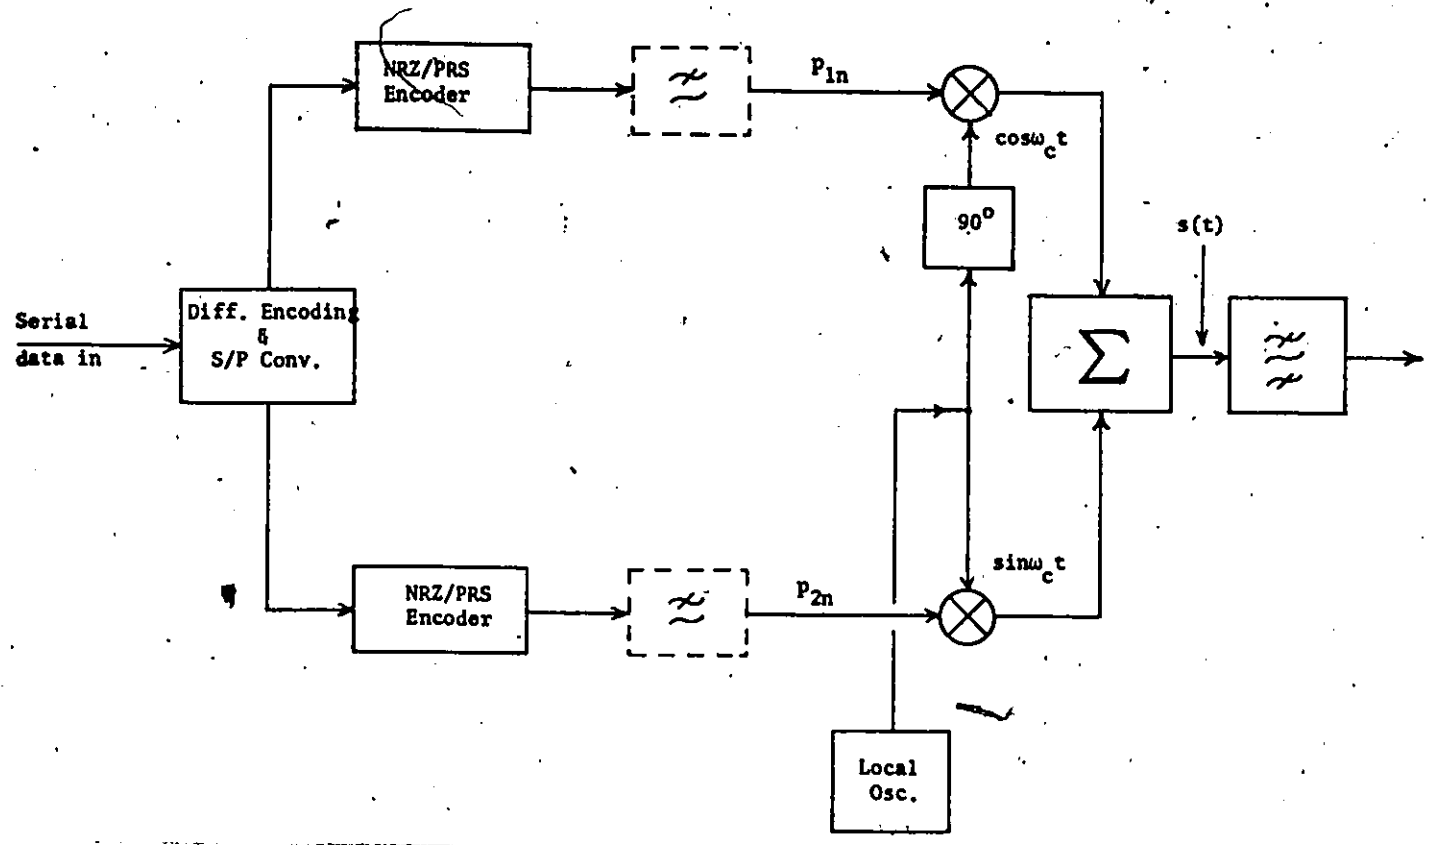 NRZ/PRS
Encoder
P1n
cosωct
90°
s(t)
Serial
data in
Diff. Encoding
&
S/P Conv.
Σ
NRZ/PRS
Encoder
P2n
sinωct
Local
Osc.